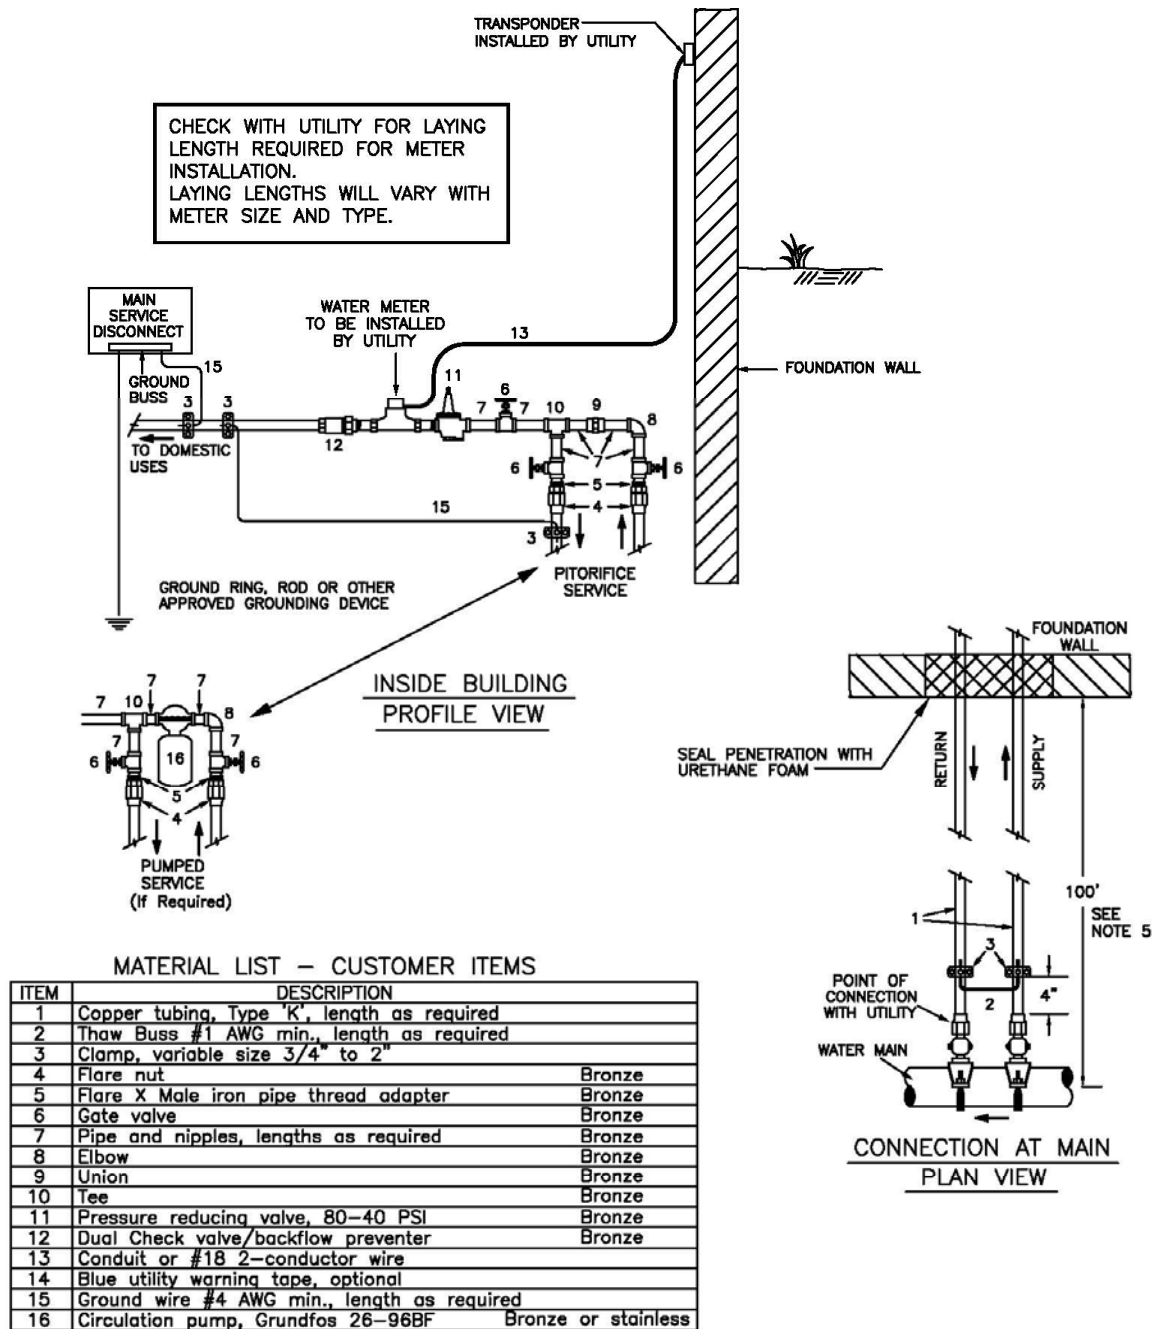 TRANSPONDER
INSTALLED BY UTILITY
CHECK WITH UTILITY FOR LAYING
LENGTH REQUIRED FOR METER
INSTALLATION.
LAYING LENGTHS WILL VARY WITH
METER SIZE AND TYPE.
MAIN
SERVICE
DISCONNECT
GROUND
BUSS
15
3
3
WATER METER
TO BE INSTALLED
BY UTILITY
13
11
6
7
7
10
9
8
12
TO DOMESTIC
USES
FOUNDATION WALL
6
7
6
5
4
15
3
PITORIFICE
SERVICE
GROUND RING, ROD OR OTHER
APPROVED GROUNDING DEVICE
INSIDE BUILDING
PROFILE VIEW
7
7
7
10
8
7
7
6
16
6
5
4
PUMPED
SERVICE
(If Required)
FOUNDATION
WALL
SEAL PENETRATION WITH
URETHANE FOAM
RETURN
SUPPLY
100'
SEE
NOTE 5
1
3
2
4"
POINT OF
CONNECTION
WITH UTILITY
WATER MAIN
CONNECTION AT MAIN
PLAN VIEW
MATERIAL LIST – CUSTOMER ITEMS
ITEM DESCRIPTION
1 Copper tubing, Type 'K', length as required
2 Thaw Buss #1 AWG min., length as required
3 Clamp, variable size 3/4" to 2"
4 Flare nut Bronze
5 Flare X Male iron pipe thread adapter Bronze
6 Gate valve Bronze
7 Pipe and nipples, lengths as required Bronze
8 Elbow Bronze
9 Union Bronze
10 Tee Bronze
11 Pressure reducing valve, 80–40 PSI Bronze
12 Dual Check valve/backflow preventer Bronze
13 Conduit or #18 2–conductor wire
14 Blue utility warning tape, optional
15 Ground wire #4 AWG min., length as required
16 Circulation pump, Grundfos 26–96BF Bronze or stainless